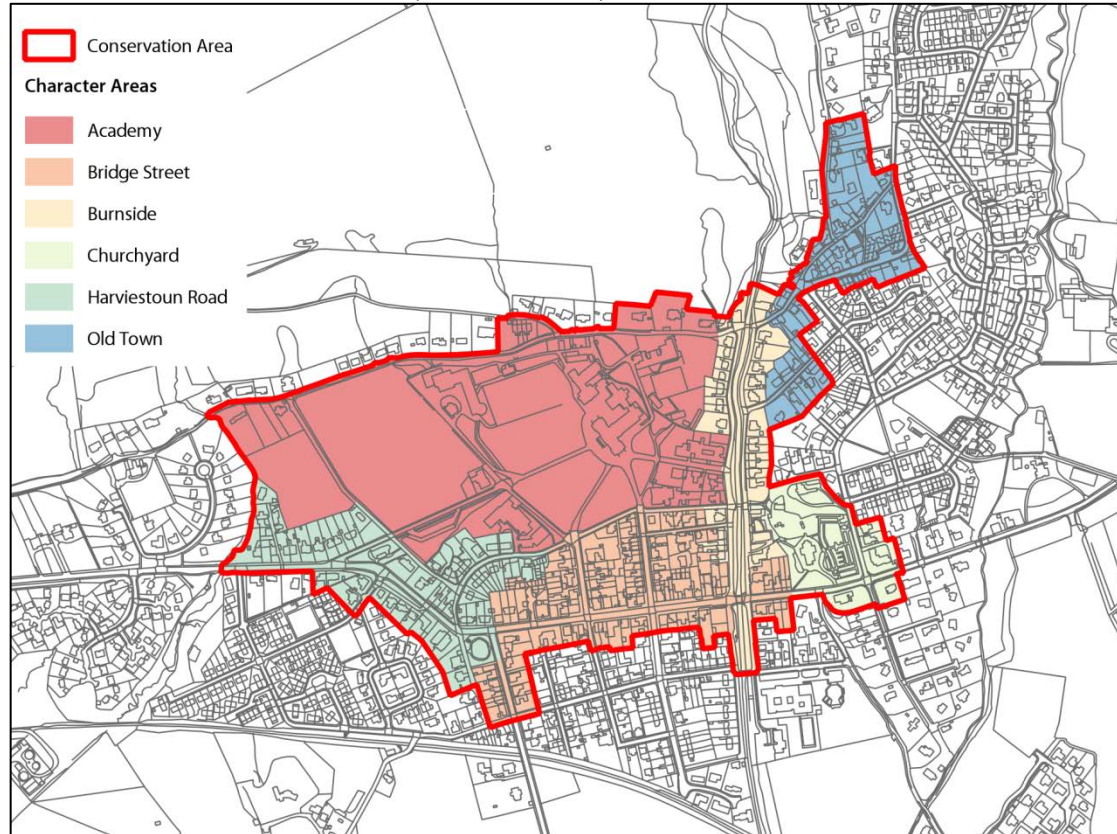 Conservation Area
Character Areas
Academy
Bridge Street
Burnside
Churchyard
Harviestoun Road
Old Town